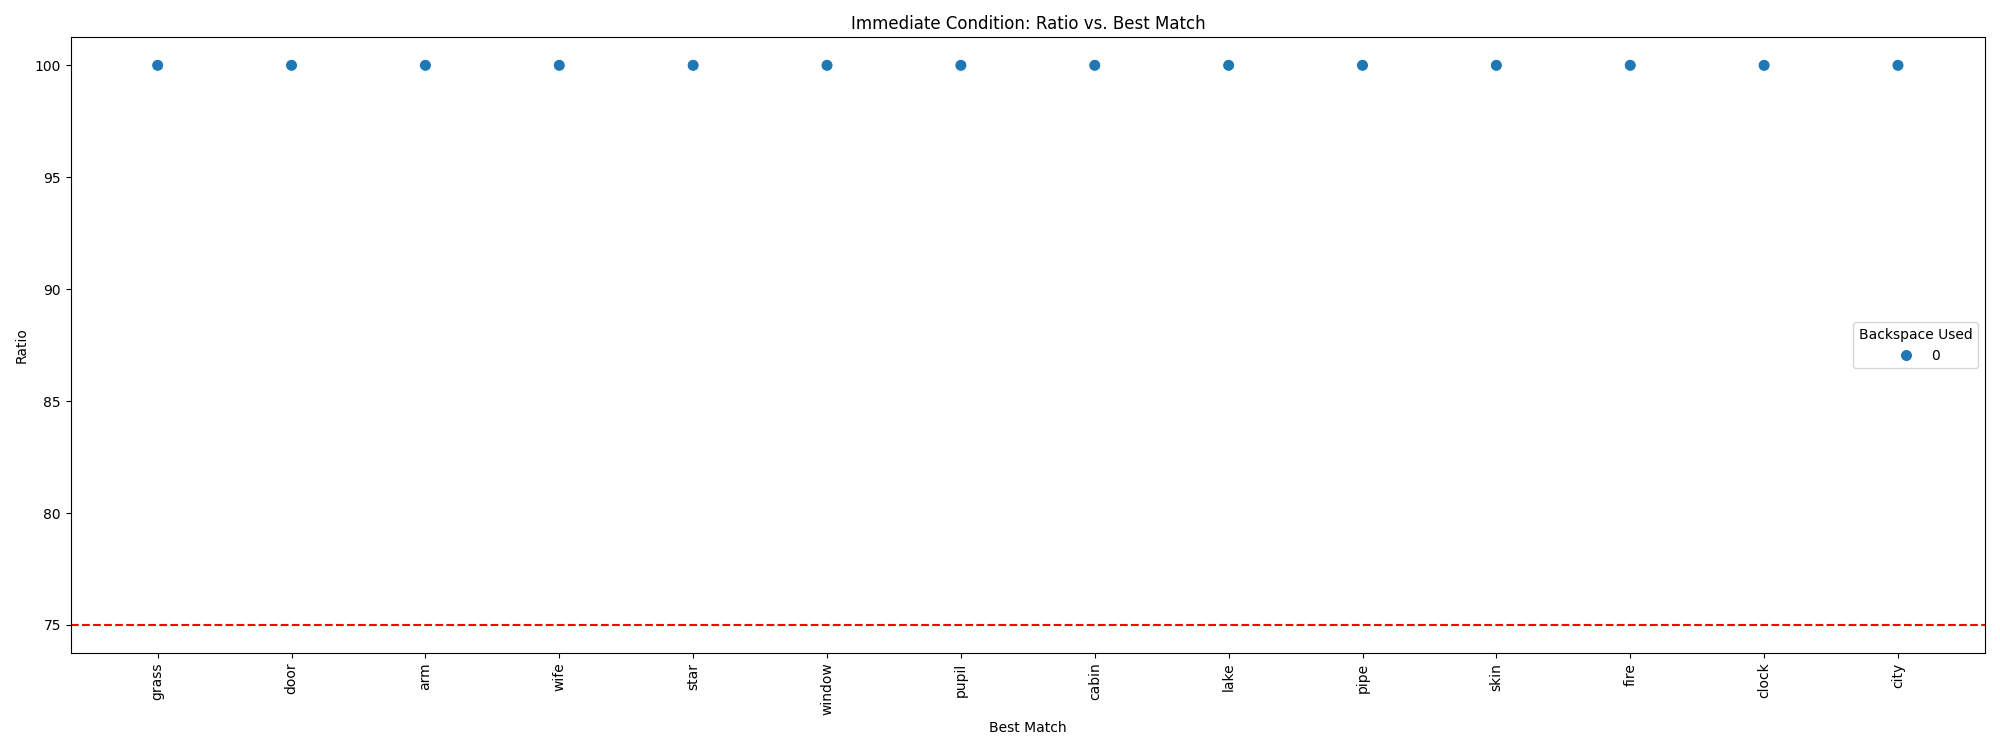 Immediate Condition: Ratio vs. Best Match
100
95
90
85
80
75
Ratio
Backspace Used
0
grass
door
arm
wife
star
window
pupil
cabin
lake
pipe
skin
fire
clock
city
Best Match